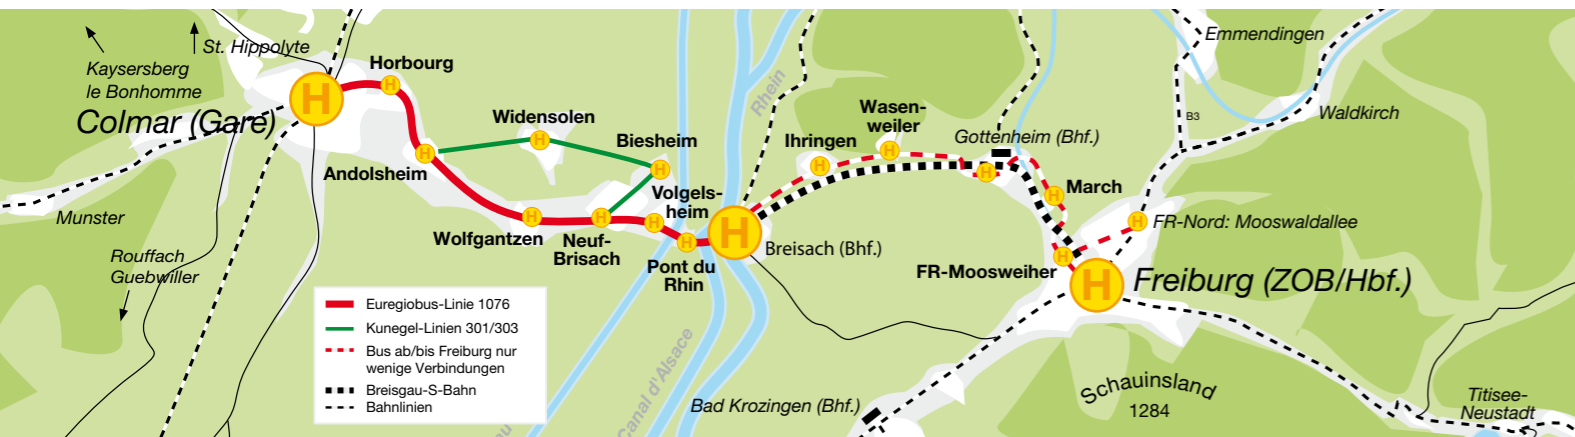 St. Hippolyte
Kaysersberg
le Bonhomme
Colmar (Gare)
H
Horbourg
H
Munster
Rouffach
Guebwiller
Andolsheim
H
Widensolen
H
Biesheim
H
Wolfgantzen
H
Neuf-
Brisach
H
Volgels-
heim
H
Pont du
Rhin
H
Rhein
H
Breisach (Bhf.)
Ihringen
H
Wasen-
weiler
H
Gottenheim (Bhf.)
H
March
H
Emmendingen
B3
Waldkirch
FR-Nord: Mooswaldallee
H
FR-Moosweiher
H
H
Freiburg (ZOB/Hbf.)
Euregiobus-Linie 1076
Kunegel-Linien 301/303
Bus ab/bis Freiburg nur
wenige Verbindungen
Breisgau-S-Bahn
Bahnlinien
Canal d'Alsace
Bad Krozingen (Bhf.)
Schauinsland
1284
Titisee-
Neustadt